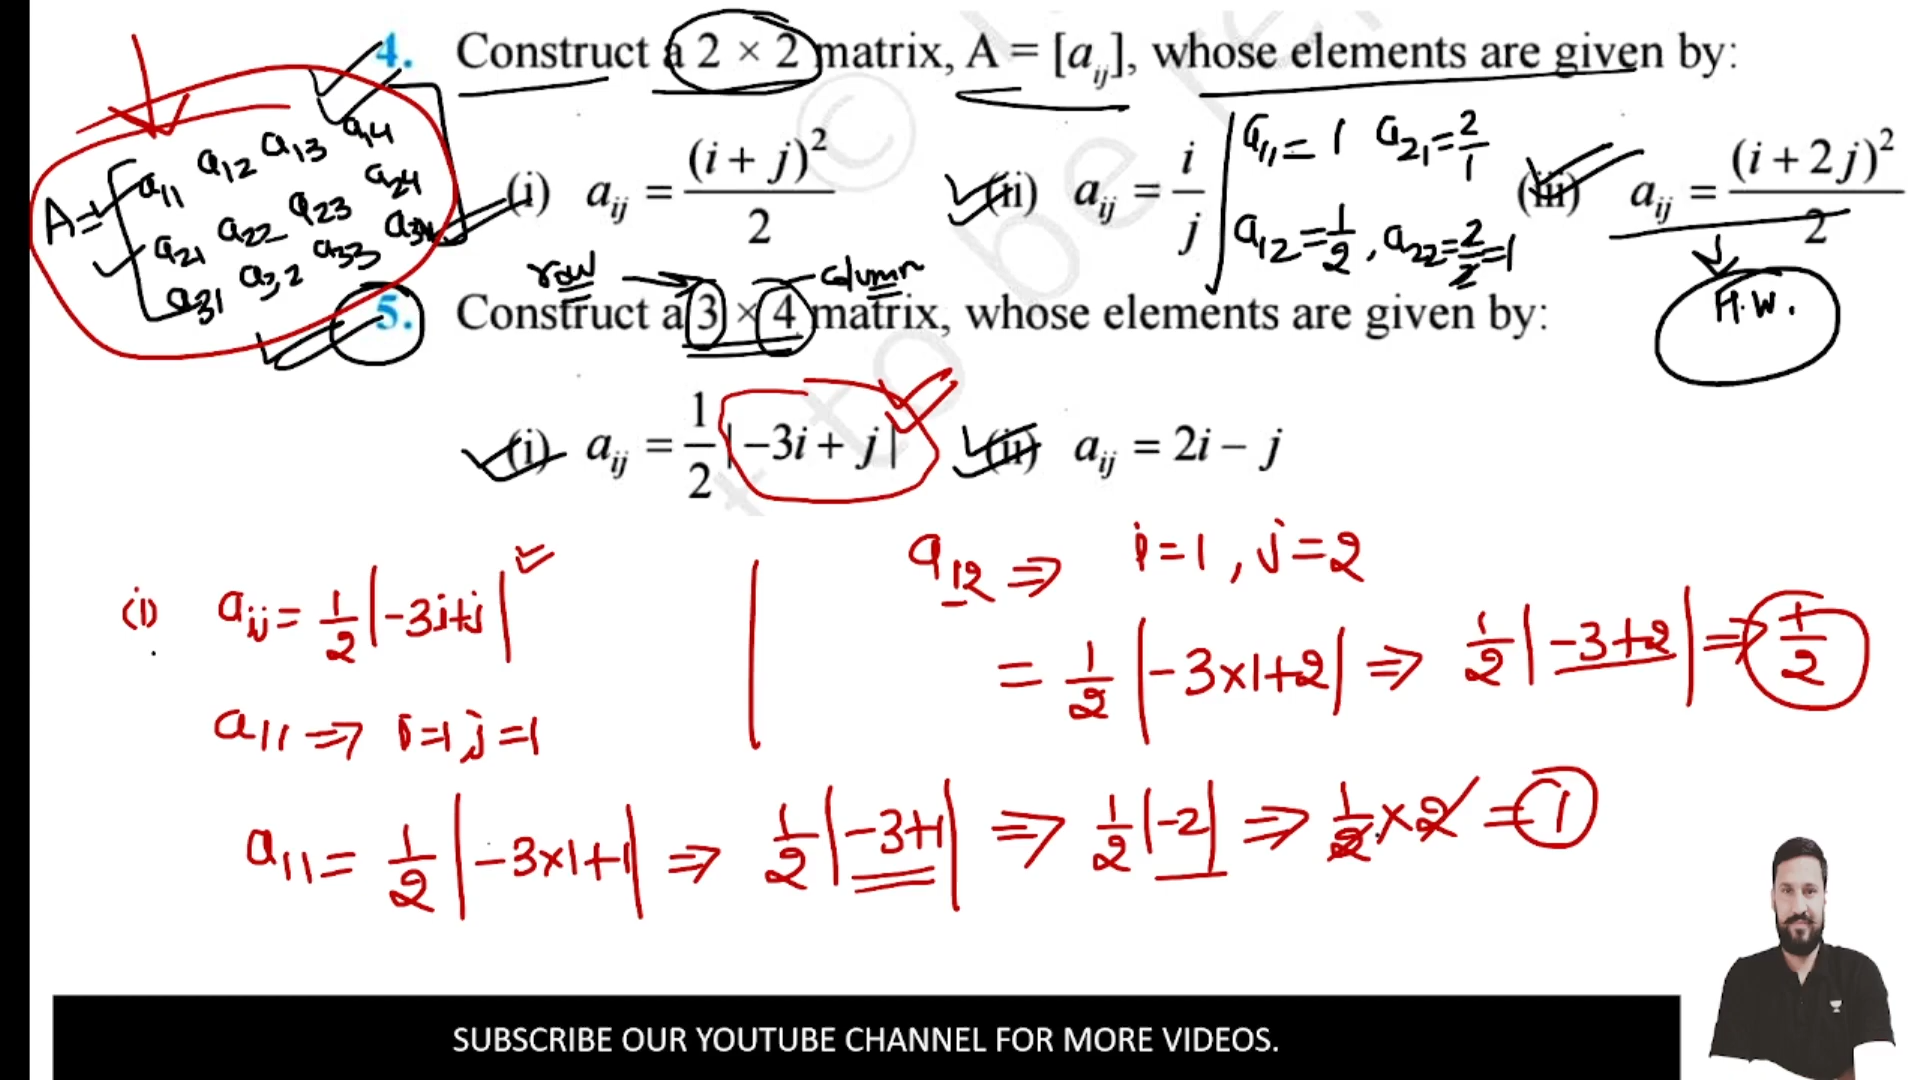 4. Construct a 2 × 2 matrix, A = [aij], whose elements are given by:
(i) aij = (i + j)²/2 (ii) aij = i/j (iii) aij = (i + 2j)²/2
a11 = 1 a21 = 2/1
a12 = 1/2, a22 = 2/2 = 1
H.W.
A = [a11 a12 a13 a14
a21 a22 a23 a24
a31 a32 a33 a34
row column
5. Construct a 3 × 4 matrix, whose elements are given by:
(i) aij = 1/2 |−3i + j| (ii) aij = 2i − j
(i) aij = 1/2 |-3i+j|
a11 ⇒ i=1, j=1
a12 ⇒ i=1, j=2
= 1/2 |-3×1+2| ⇒ 1/2 |-3+2| ⇒ 1/2
a11 = 1/2 |-3×1+1| ⇒ 1/2 |-3+1| ⇒ 1/2 |-2| ⇒ 1/2 × 2 = 1
SUBSCRIBE OUR YOUTUBE CHANNEL FOR MORE VIDEOS.